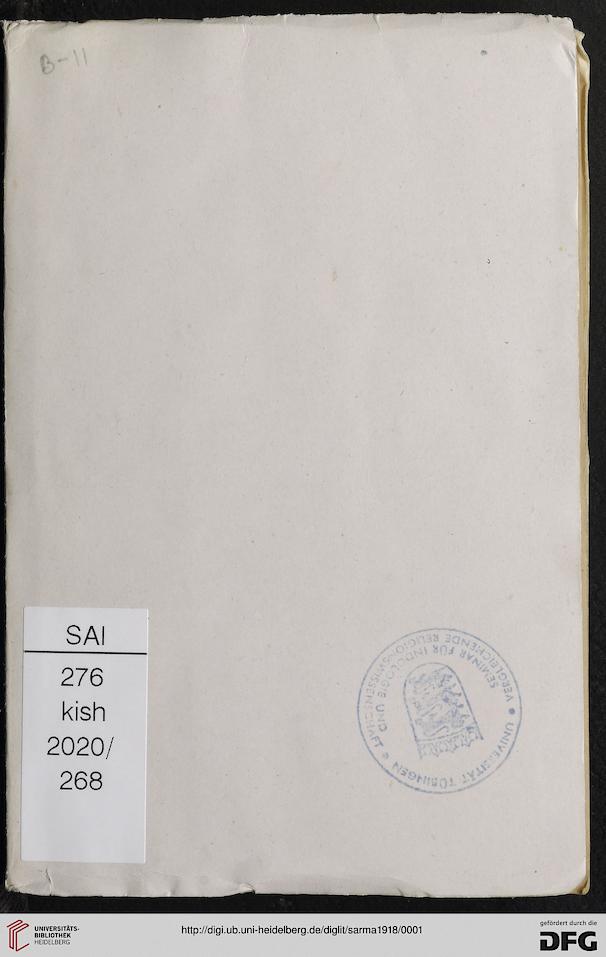 B-11
SAI
276
kish
2020/
268
UNIVERSITÄT TÜBINGEN
SEMINAR FÜR INDOLOGIE UND
VERGLEICHENDE RELIGIONSWISSENSCHAFT
UNIVERSITÄTS-
BIBLIOTHEK
HEIDELBERG
http://digi.ub.uni-heidelberg.de/diglit/sarma1918/0001
gefördert durch die
DFG